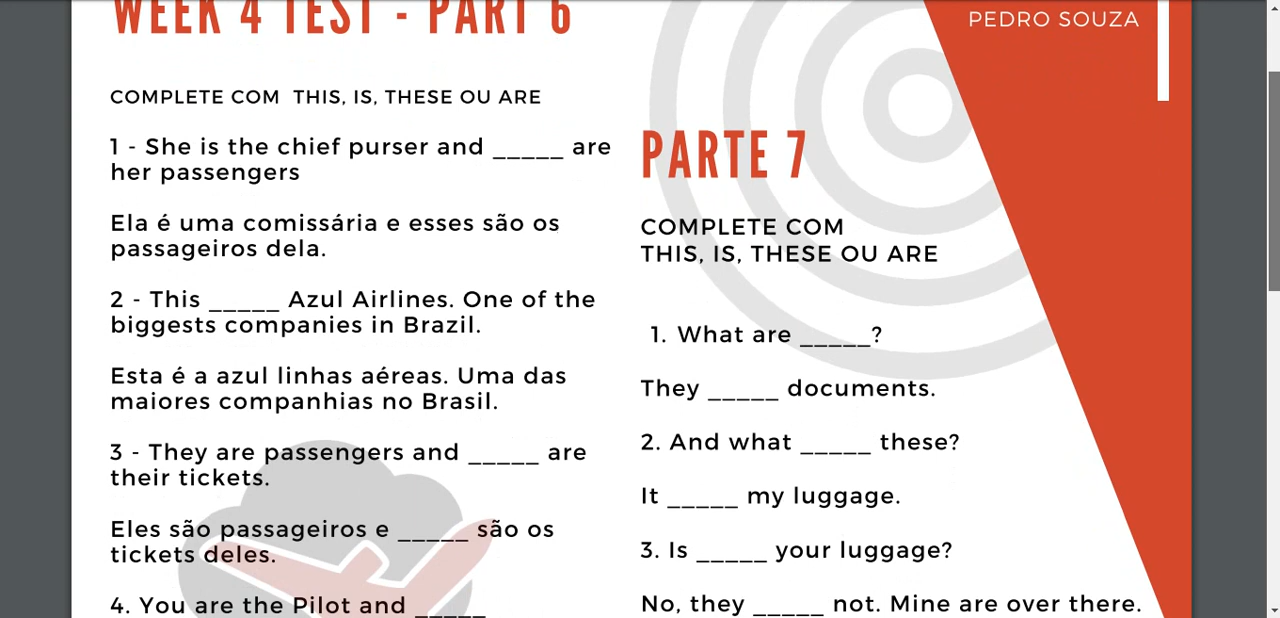 WEEK 4 TEST - PART 6
COMPLETE COM THIS, IS, THESE OU ARE
1 - She is the chief purser and _____ are
her passengers
Ela é uma comissária e esses são os
passageiros dela.
2 - This _____ Azul Airlines. One of the
biggests companies in Brazil.
Esta é a azul linhas aéreas. Uma das
maiores companhias no Brasil.
3 - They are passengers and _____ are
their tickets.
Eles são passageiros e _____ são os
tickets deles.
4. You are the Pilot and _____
PEDRO SOUZA
PARTE 7
COMPLETE COM
THIS, IS, THESE OU ARE
1. What are _____?
They _____ documents.
2. And what _____ these?
It _____ my luggage.
3. Is _____ your luggage?
No, they _____ not. Mine are over there.